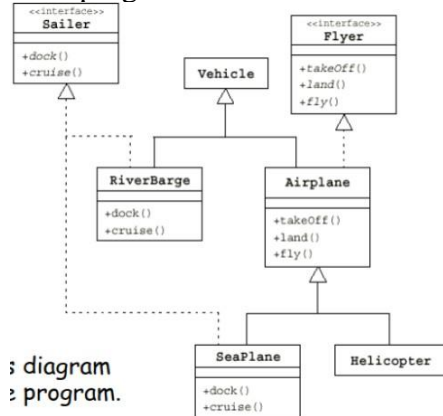 <<interface>>
Sailer
+dock()
+cruise()
<<interface>>
Flyer
+takeOff()
+land()
+fly()
Vehicle
RiverBarge
+dock()
+cruise()
Airplane
+takeOff()
+land()
+fly()
SeaPlane
+dock()
+cruise()
Helicopter
s diagram
e program.